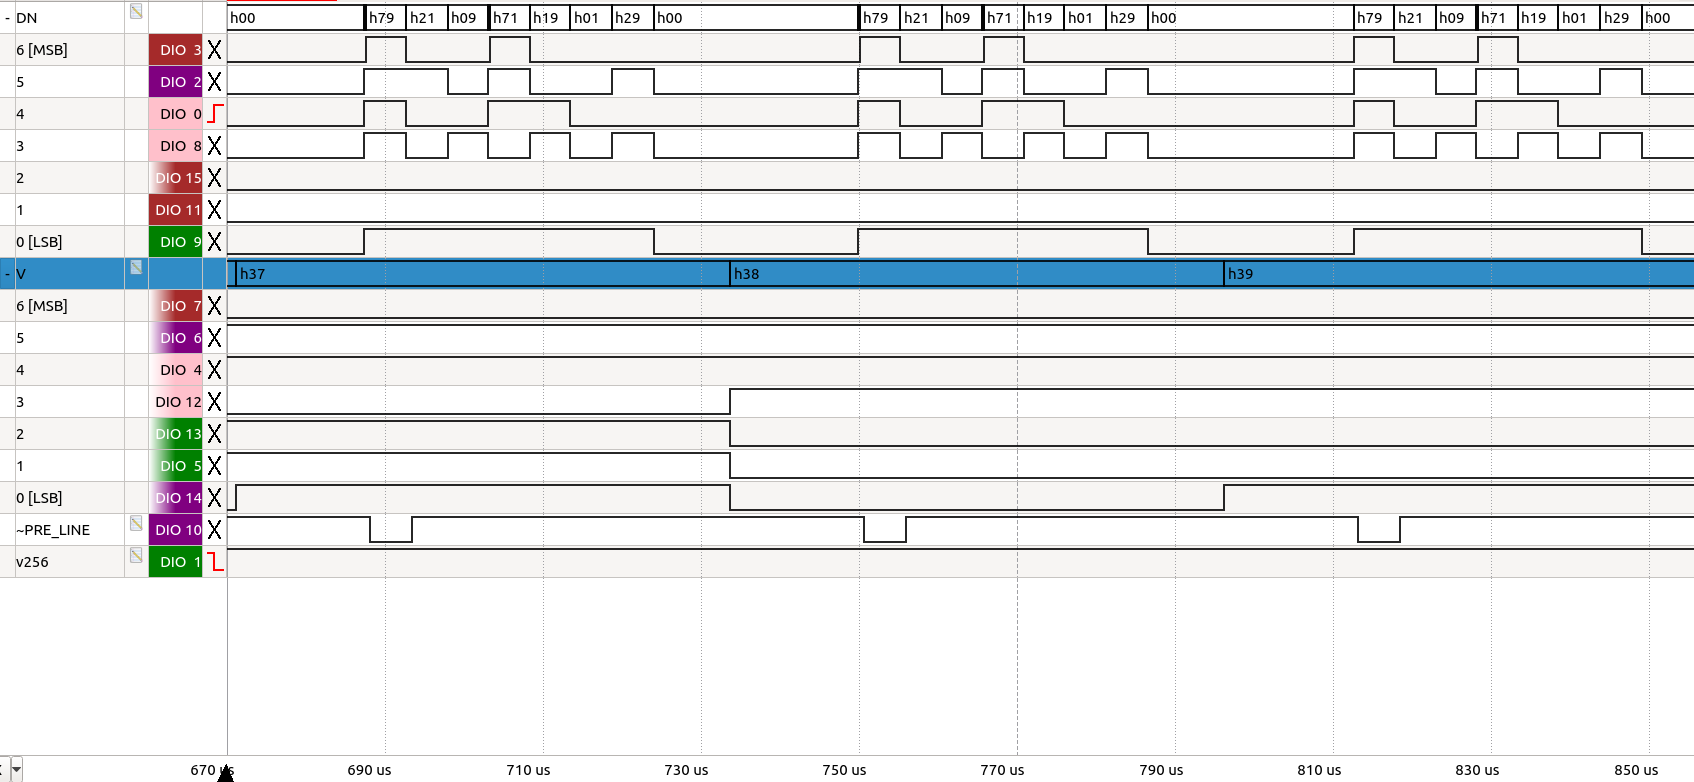 - DN h00 h79 h21 h09 h71 h19 h01 h29 h00 h79 h21 h09 h71 h19 h01 h29 h00 h79 h21 h09 h71 h19 h01 h29 h00
6 [MSB] DIO 3 X
5 DIO 2 X
4 DIO 0
3 DIO 8 X
2 DIO 15 X
1 DIO 11 X
0 [LSB] DIO 9 X
- V h37 h38 h39
6 [MSB] DIO 7 X
5 DIO 6 X
4 DIO 4 X
3 DIO 12 X
2 DIO 13 X
1 DIO 5 X
0 [LSB] DIO 14 X
~PRE_LINE DIO 10 X
v256 DIO 1
670 us 690 us 710 us 730 us 750 us 770 us 790 us 810 us 830 us 850 us